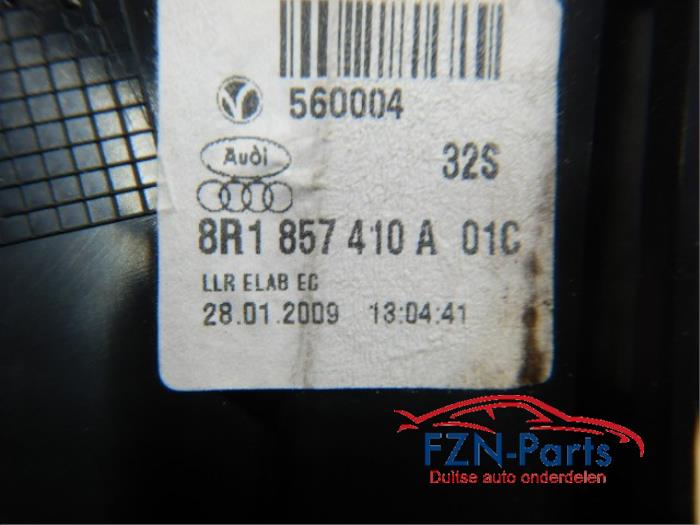 560004
Audi
32S
8R1 857 410 A 01C
LLR ELAB EC
28.01.2009 13:04:41
FZN-Parts
Duitse auto onderdelen